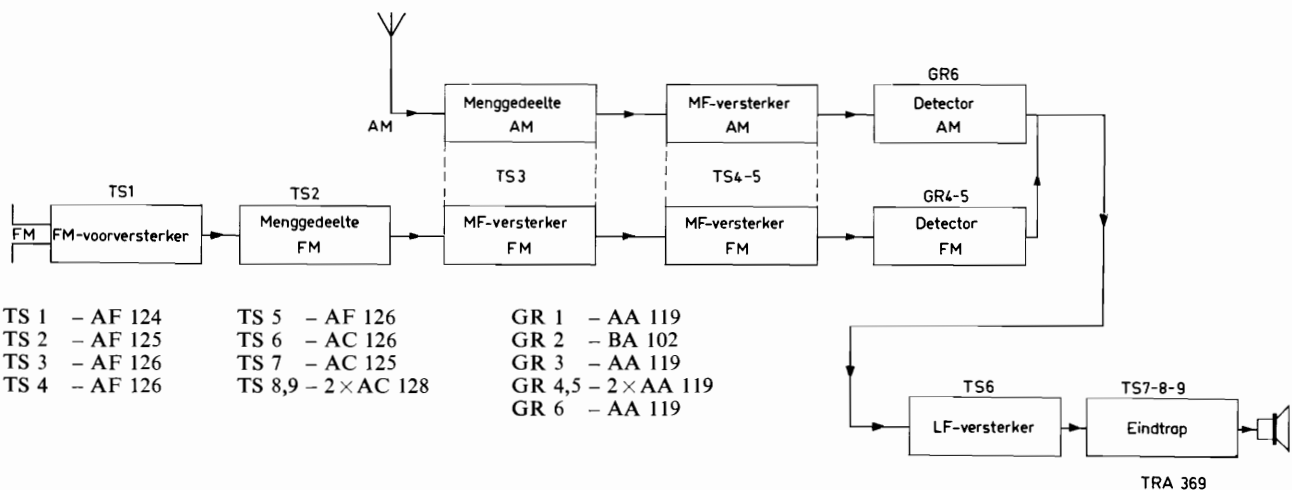 GR6
Menggedeelte
AM
MF-versterker
AM
Detector
AM
AM
TS3
TS4-5
TS1
TS2
GR4-5
FM
FM-voorversterker
Menggedeelte
FM
MF-versterker
FM
MF-versterker
FM
Detector
FM
TS 1 – AF 124
TS 2 – AF 125
TS 3 – AF 126
TS 4 – AF 126
TS 5 – AF 126
TS 6 – AC 126
TS 7 – AC 125
TS 8,9 – 2×AC 128
GR 1 – AA 119
GR 2 – BA 102
GR 3 – AA 119
GR 4,5 – 2×AA 119
GR 6 – AA 119
TS6
TS7-8-9
LF-versterker
Eindtrap
TRA 369